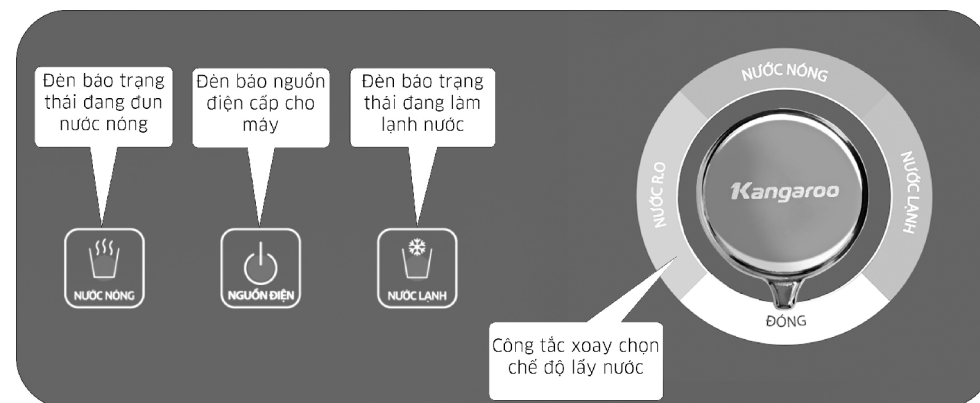 Đèn báo trạng
thái đang đun
nước nóng
Đèn báo nguồn
điện cấp cho
máy
Đèn báo trạng
thái đang làm
lạnh nước
NƯỚC NÓNG
NGUỒN ĐIỆN
NƯỚC LẠNH
NƯỚC NÓNG
NƯỚC R.O
Kangaroo
NƯỚC LẠNH
ĐÓNG
Công tắc xoay chọn
chế độ lấy nước